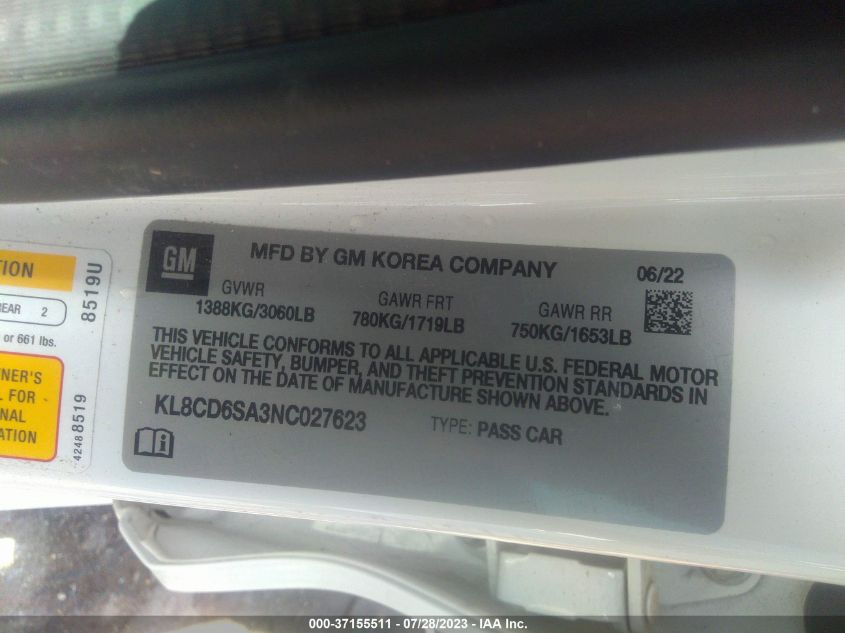 GM
MFD BY GM KOREA COMPANY
06/22
GVWR
1388KG/3060LB
GAWR FRT
780KG/1719LB
GAWR RR
750KG/1653LB
THIS VEHICLE CONFORMS TO ALL APPLICABLE U.S. FEDERAL MOTOR
VEHICLE SAFETY, BUMPER, AND THEFT PREVENTION STANDARDS IN
EFFECT ON THE DATE OF MANUFACTURE SHOWN ABOVE.
KL8CD6SA3NC027623
TYPE: PASS CAR
TION
REAR 2
or 661 lbs.
NER'S
L FOR
NAL
ATION
8519U
42488519
000-37155511 / 07/28/2023 - IAA Inc.